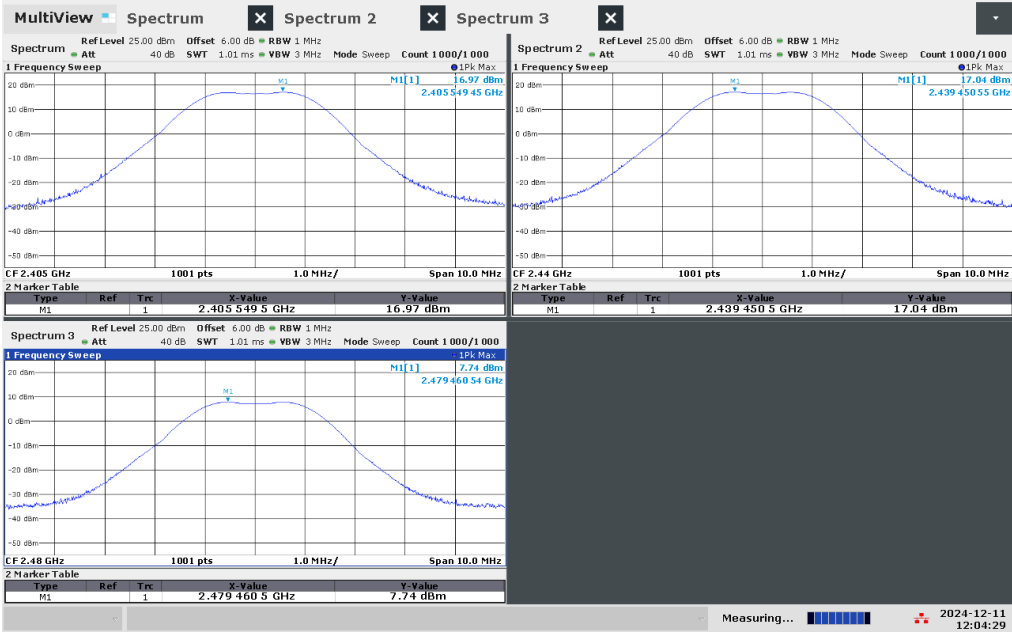 MultiView Spectrum Spectrum 2 Spectrum 3
Spectrum
Ref Level 25.00 dBm Offset 6.00 dB RBW 1 MHz
Att 40 dB SWT 1.01 ms VBW 3 MHz Mode Sweep Count 1000/1000
1 Frequency Sweep 1Pk Max
M1[1] 16.97 dBm
2.405 549 45 GHz
M1
20 dBm
10 dBm
0 dBm
-10 dBm
-20 dBm
-30 dBm
-40 dBm
-50 dBm
CF 2.405 GHz 1001 pts 1.0 MHz/ Span 10.0 MHz
2 Marker Table
Type Ref Trc X-Value Y-Value
M1 1 2.405 549 5 GHz 16.97 dBm
Spectrum 2
Ref Level 25.00 dBm Offset 6.00 dB RBW 1 MHz
Att 40 dB SWT 1.01 ms VBW 3 MHz Mode Sweep Count 1000/1000
1 Frequency Sweep 1Pk Max
M1[1] 17.04 dBm
2.439 450 55 GHz
M1
20 dBm
10 dBm
0 dBm
-10 dBm
-20 dBm
-30 dBm
-40 dBm
-50 dBm
CF 2.44 GHz 1001 pts 1.0 MHz/ Span 10.0 MHz
2 Marker Table
Type Ref Trc X-Value Y-Value
M1 1 2.439 450 5 GHz 17.04 dBm
Spectrum 3
Ref Level 25.00 dBm Offset 6.00 dB RBW 1 MHz
Att 40 dB SWT 1.01 ms VBW 3 MHz Mode Sweep Count 1000/1000
1 Frequency Sweep 1Pk Max
M1[1] 7.74 dBm
2.479 460 54 GHz
M1
20 dBm
10 dBm
0 dBm
-10 dBm
-20 dBm
-30 dBm
-40 dBm
-50 dBm
CF 2.48 GHz 1001 pts 1.0 MHz/ Span 10.0 MHz
2 Marker Table
Type Ref Trc X-Value Y-Value
M1 1 2.479 460 5 GHz 7.74 dBm
Measuring... 2024-12-11
12:04:29